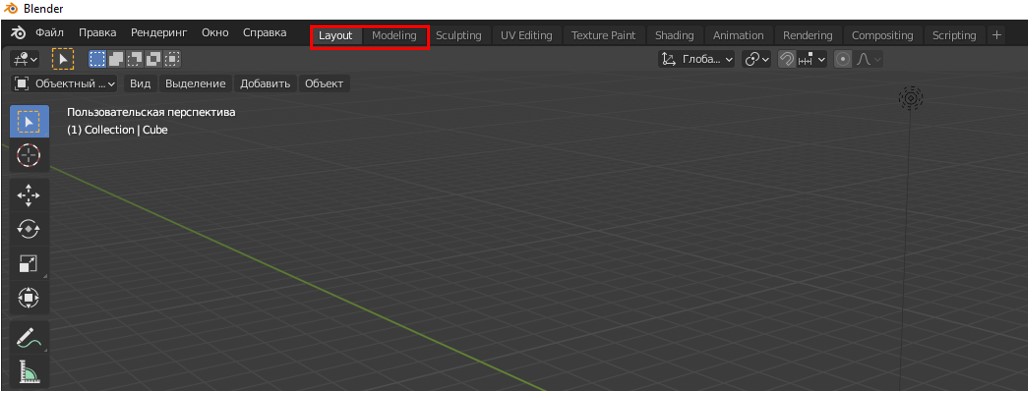 Blender
Файл Правка Рендеринг Окно Справка Layout Modeling Sculpting UV Editing Texture Paint Shading Animation Rendering Compositing Scripting +
Глоба...
Объектный ... Вид Выделение Добавить Объект
Пользовательская перспектива
(1) Collection | Cube